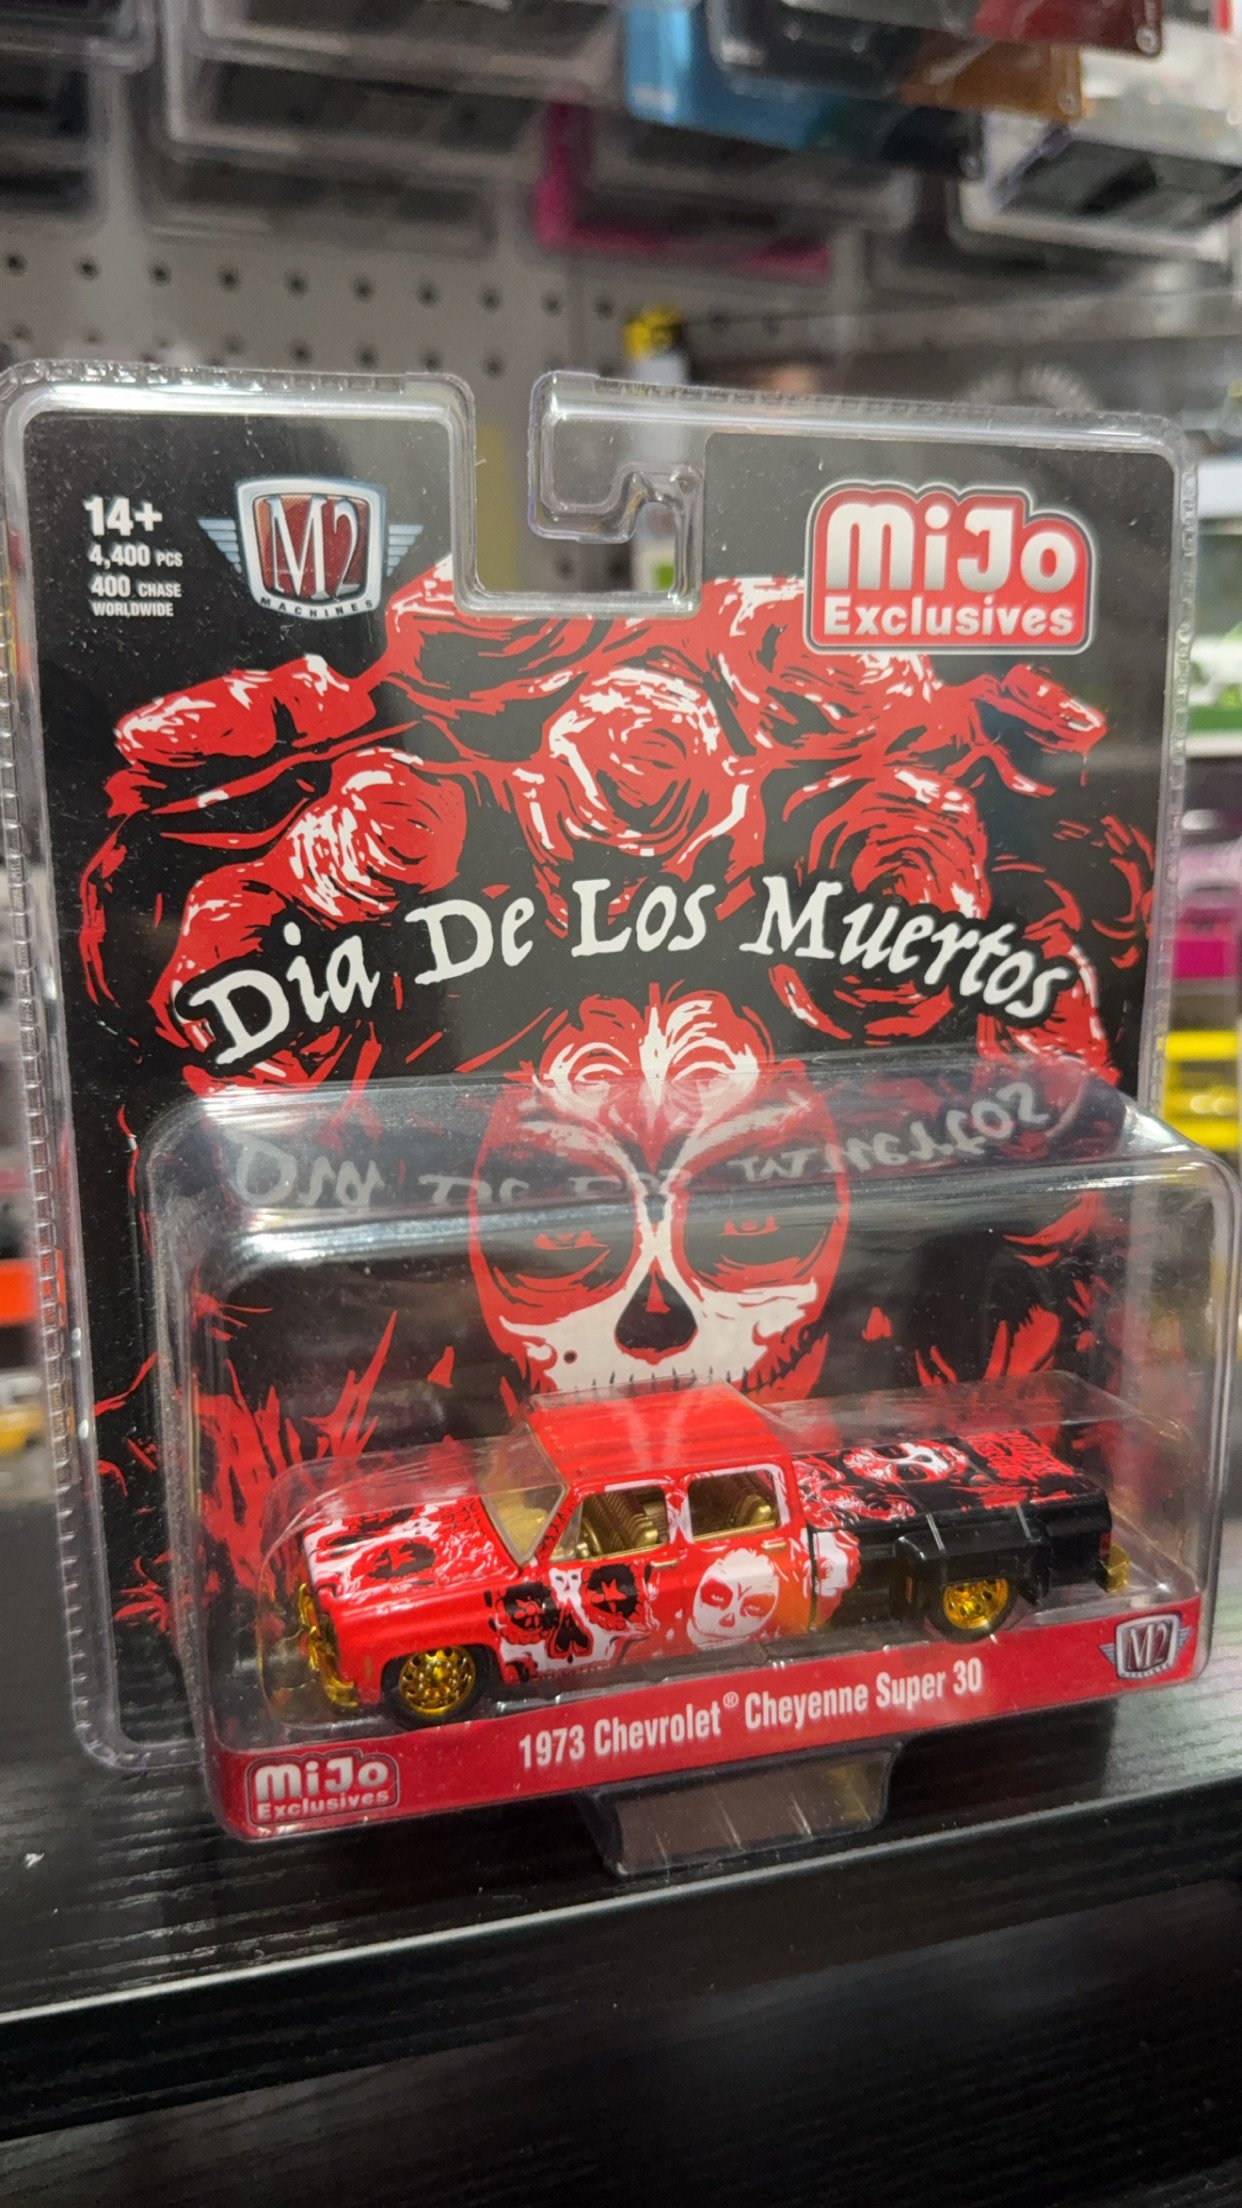 14+
4,400 PCS
400 CHASE
WORLDWIDE
M2
MACHINES
MiJo
Exclusives
Dia De Los Muertos
1973 Chevrolet® Cheyenne Super 30
M2
MiJo
Exclusives